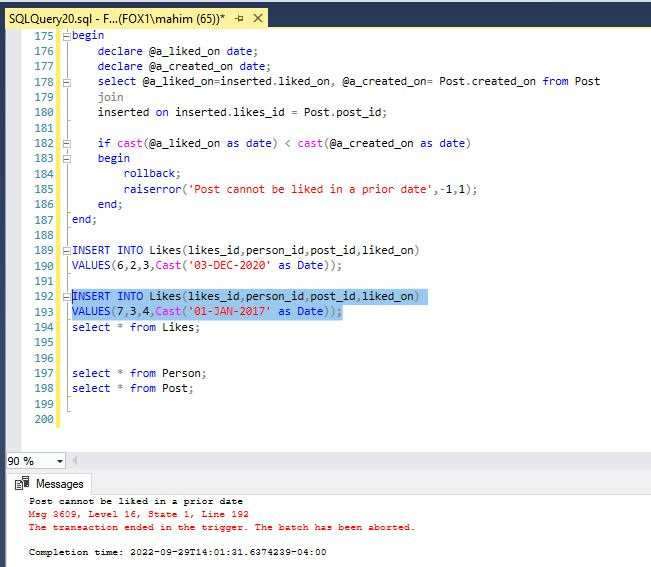 SQLQuery20.sql - F...(FOX1\mahim (65))*
175 begin
176 declare @a_liked_on date;
177 declare @a_created_on date;
178 select @a_liked_on=inserted.liked_on, @a_created_on= Post.created_on from Post
179 join
180 inserted on inserted.likes_id = Post.post_id;
181
182 if cast(@a_liked_on as date) < cast(@a_created_on as date)
183 begin
184 rollback;
185 raiserror('Post cannot be liked in a prior date',-1,1);
186 end;
187 end;
188
189 INSERT INTO Likes(likes_id,person_id,post_id,liked_on)
190 VALUES(6,2,3,Cast('03-DEC-2020' as Date));
191
192 INSERT INTO Likes(likes_id,person_id,post_id,liked_on)
193 VALUES(7,3,4,Cast('01-JAN-2017' as Date));
194 select * from Likes;
195
196
197 select * from Person;
198 select * from Post;
199
200
90 %
Messages
Post cannot be liked in a prior date
Msg 3609, Level 16, State 1, Line 192
The transaction ended in the trigger. The batch has been aborted.
Completion time: 2022-09-29T14:01:31.6374239-04:00